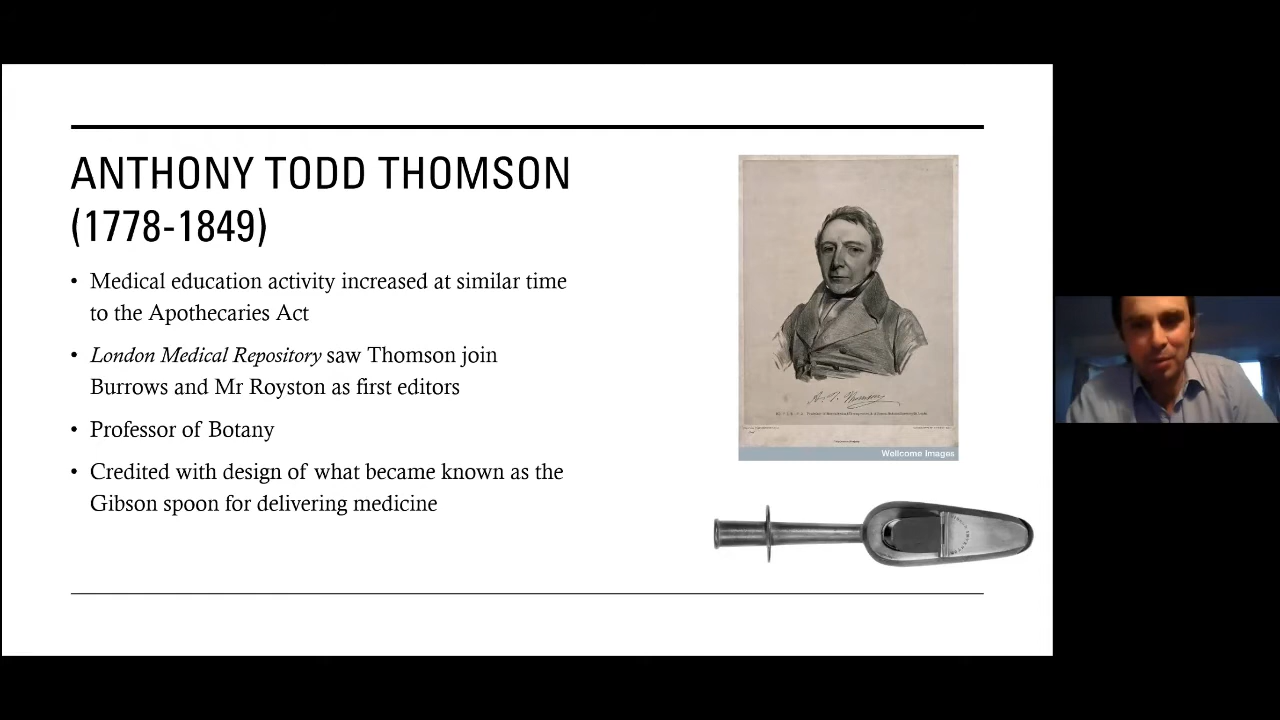 ANTHONY TODD THOMSON
(1778-1849)
• Medical education activity increased at similar time
to the Apothecaries Act
• London Medical Repository saw Thomson join
Burrows and Mr Royston as first editors
• Professor of Botany
• Credited with design of what became known as the
Gibson spoon for delivering medicine
Wellcome Images